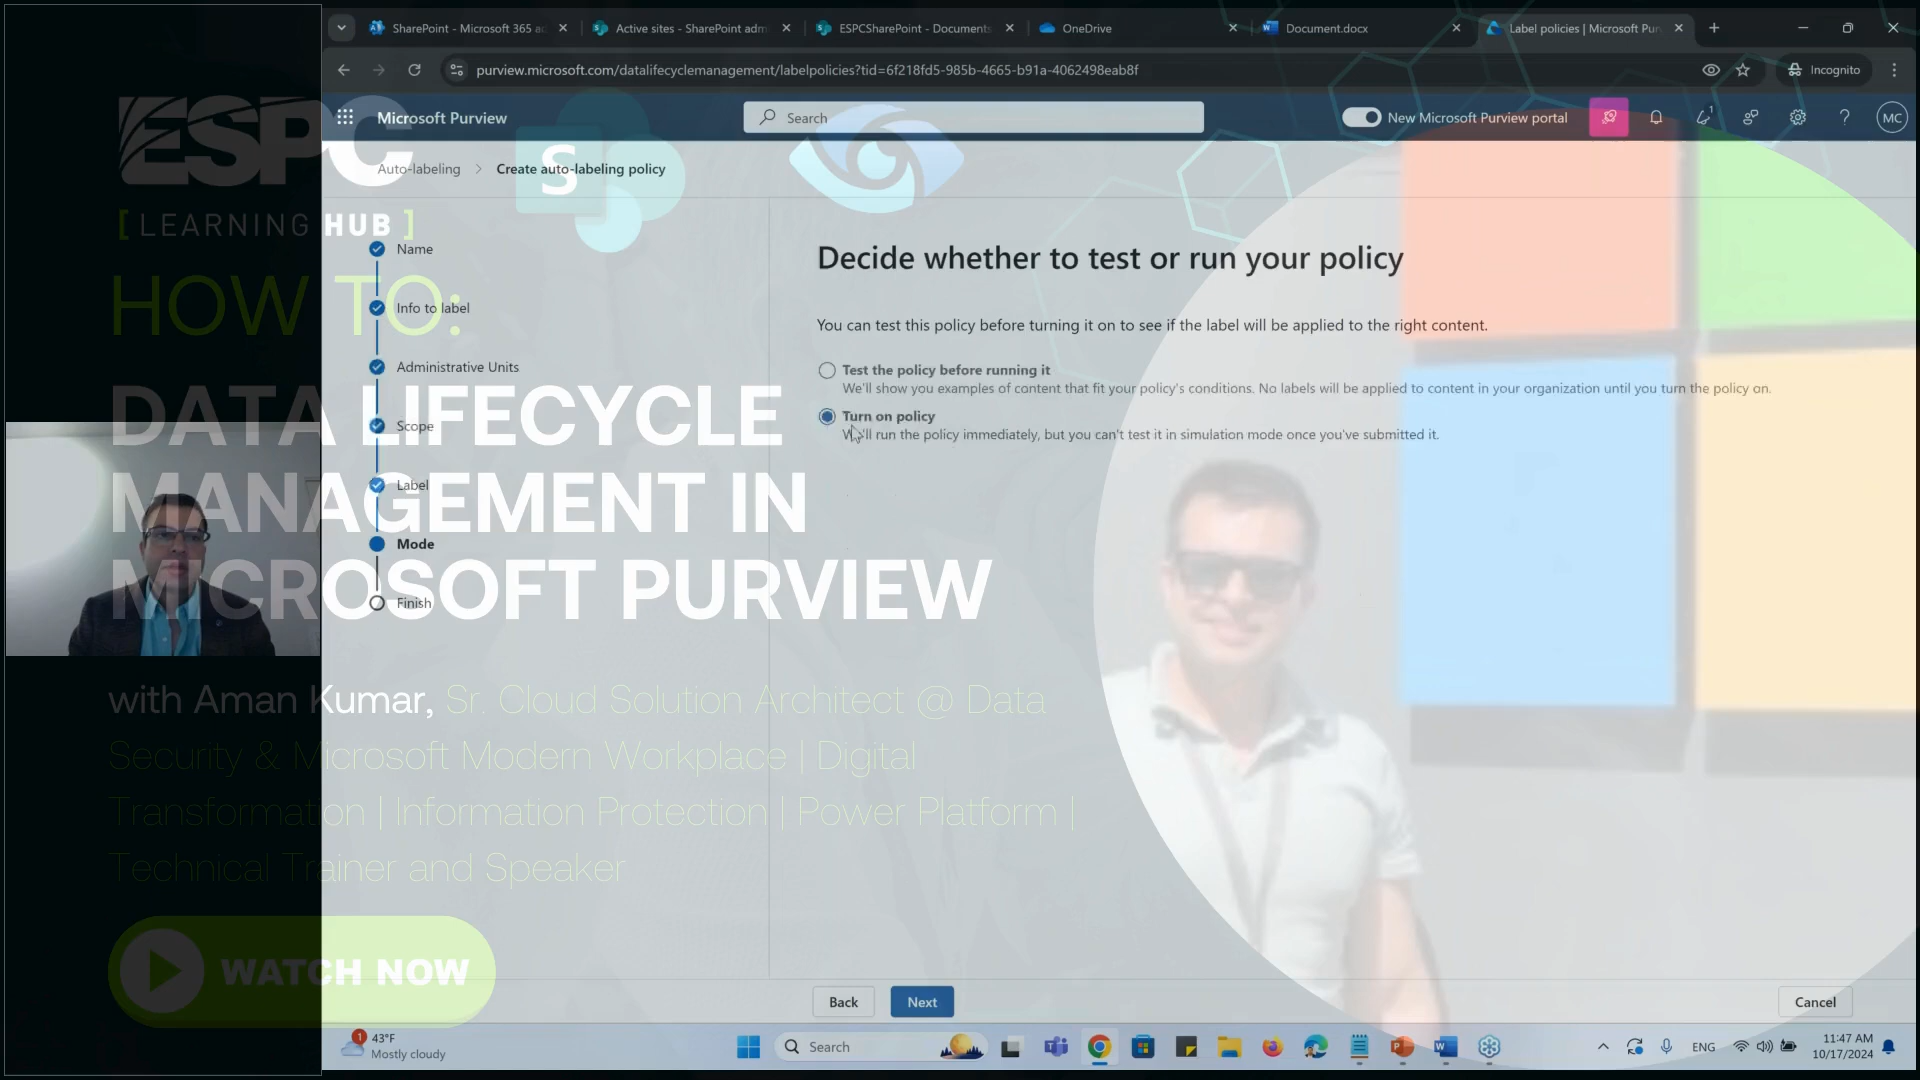 SharePoint - Microsoft 365 a
Active sites - SharePoint adm
ESPCSharePoint - Documents
OneDrive
Document.docx
Label policies | Microsoft Pur
purview.microsoft.com/datalifecyclemanagement/labelpolicies?tid=6f218fd5-985b-4665-b91a-4062498eab8f
Incognito
Microsoft Purview
Search
New Microsoft Purview portal
1
MC
ESPC
[ LEARNING HUB ]
Auto-labeling > Create auto-labeling policy
S
HOW TO:
DATA LIFECYCLE
MANAGEMENT IN
MICROSOFT PURVIEW
with Aman Kumar, Sr. Cloud Solution Architect @ Data
Security & Microsoft Modern Workplace | Digital
Transformation | Information Protection | Power Platform |
Technical Trainer and Speaker
WATCH NOW
Name
Info to label
Administrative Units
Scope
Label
Mode
Finish
Decide whether to test or run your policy
You can test this policy before turning it on to see if the label will be applied to the right content.
Test the policy before running it
We'll show you examples of content that fit your policy's conditions. No labels will be applied to content in your organization until you turn the policy on.
Turn on policy
We'll run the policy immediately, but you can't test it in simulation mode once you've submitted it.
Back
Next
Cancel
1
43°F
Mostly cloudy
Search
ENG
11:47 AM
10/17/2024